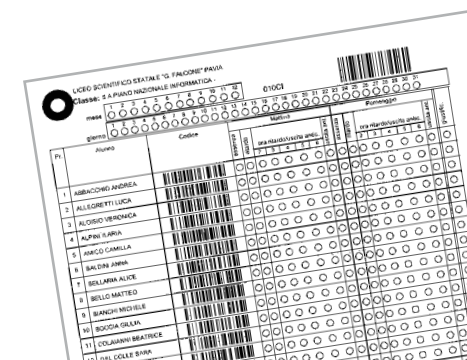 LICEO SCIENTIFICO STATALE "G. FALCONE" PAVIA
Classe: 4 A PIANO NAZIONALE INFORMATICA -
010CI
mese 1 2 3 4 5 6 7 8 9 10 11 12
giorno 1 2 3 4 5 6 7 8 9 10 11 12 13 14 15 16 17 18 19 20 21 22 23 24 25 26 27 28 29 30 31
Pr. Alunno Codice Mattino Pomeriggio
ora ritardo/uscita antic. ora ritardo/uscita antic.
1 ABBACCHIO ANDREA
2 ALLEGRETTI LUCA
3 ALOISIO VERONICA
4 ALPINI ILARIA
5 AMICO CAMILLA
6 BALDINI ANNA
7 BELLARIA ALICE
8 BELLO MATTEO
9 BIANCHI MICHELE
10 BOCCIA GIULIA
11 COLAIANNI BEATRICE
12 DAL COLLE SARA